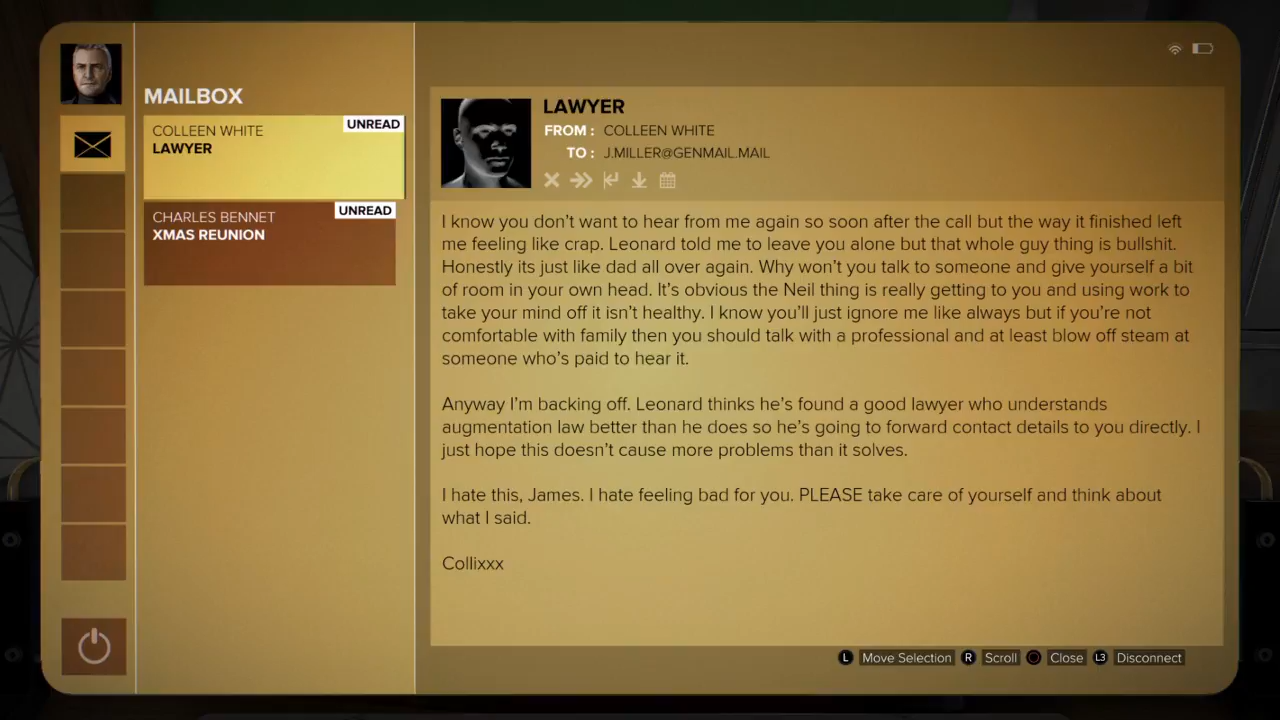 MAILBOX
COLLEEN WHITE
UNREAD
LAWYER
CHARLES BENNET
UNREAD
XMAS REUNION
LAWYER
FROM : COLLEEN WHITE
TO : J.MILLER@GENMAIL.MAIL
I know you don't want to hear from me again so soon after the call but the way it finished left
me feeling like crap. Leonard told me to leave you alone but that whole guy thing is bullshit.
Honestly its just like dad all over again. Why won't you talk to someone and give yourself a bit
of room in your own head. It's obvious the Neil thing is really getting to you and using work to
take your mind off it isn't healthy. I know you'll just ignore me like always but if you're not
comfortable with family then you should talk with a professional and at least blow off steam at
someone who's paid to hear it.
Anyway I'm backing off. Leonard thinks he's found a good lawyer who understands
augmentation law better than he does so he's going to forward contact details to you directly. I
just hope this doesn't cause more problems than it solves.
I hate this, James. I hate feeling bad for you. PLEASE take care of yourself and think about
what I said.
Collixxx
L Move Selection R Scroll Close L3 Disconnect